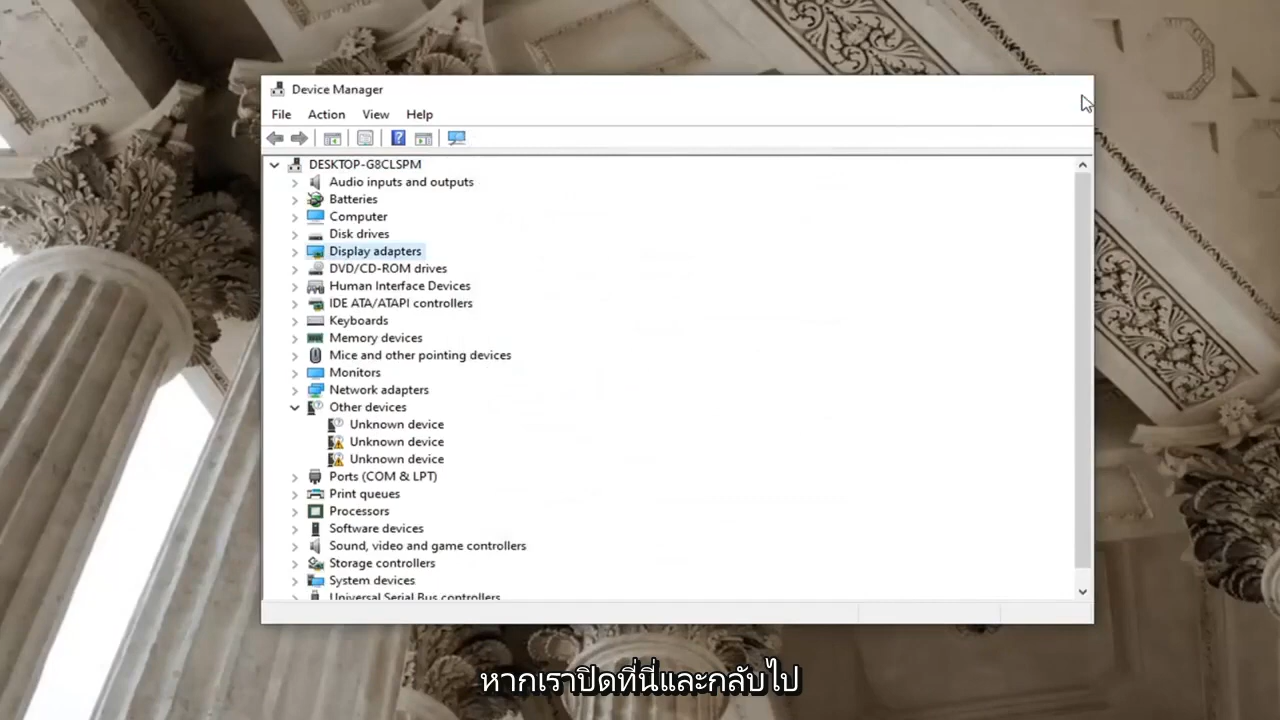 Device Manager
File Action View Help
DESKTOP-G8CLSPM
Audio inputs and outputs
Batteries
Computer
Disk drives
Display adapters
DVD/CD-ROM drives
Human Interface Devices
IDE ATA/ATAPI controllers
Keyboards
Memory devices
Mice and other pointing devices
Monitors
Network adapters
Other devices
Unknown device
Unknown device
Unknown device
Ports (COM & LPT)
Print queues
Processors
Software devices
Sound, video and game controllers
Storage controllers
System devices
Universal Serial Bus controllers
หากเราปิดที่นี่และกลับไป